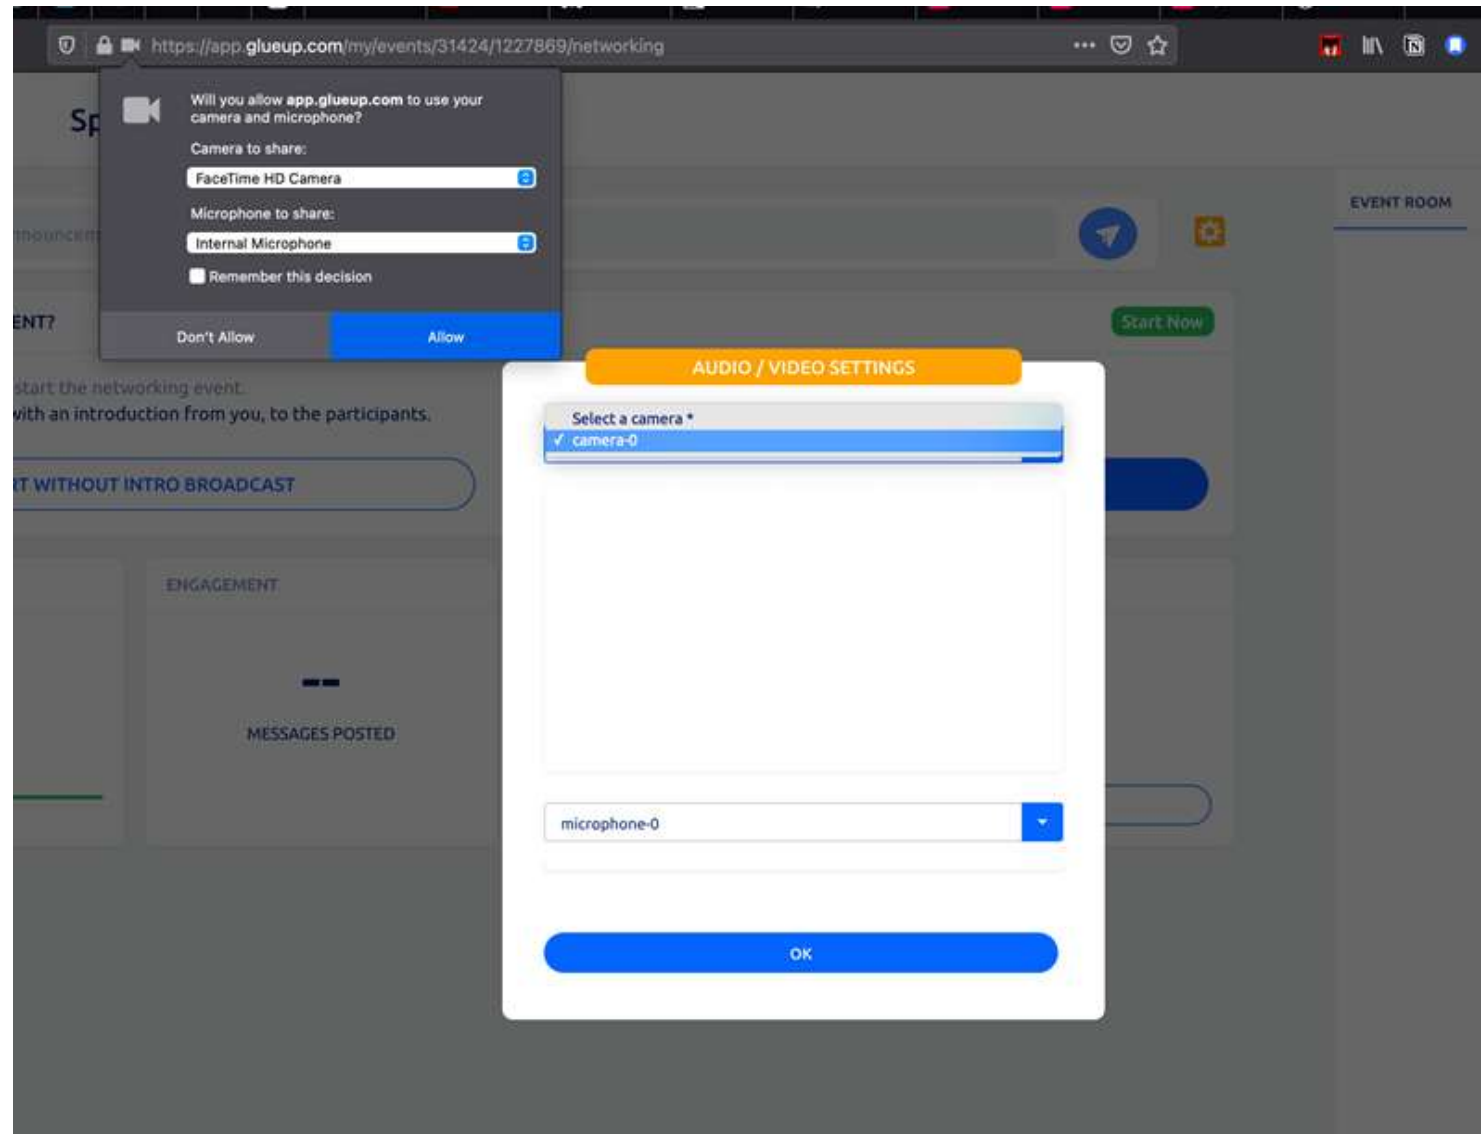 https://app.glueup.com/my/events/31424/1227869/networking
Will you allow app.glueup.com to use your
camera and microphone?
Sp
Camera to share:
FaceTime HD Camera
EVENT ROOM
Microphone to share:
Internal Microphone
Remember this decision
ENT?
Start Now
Don't Allow
Allow
AUDIO / VIDEO SETTINGS
start the networking event.
with an introduction from you, to the participants.
Select a camera *
✓ camera-0
RT WITHOUT INTRO BROADCAST
ENGAGEMENT
--
MESSAGES POSTED
microphone-0
OK